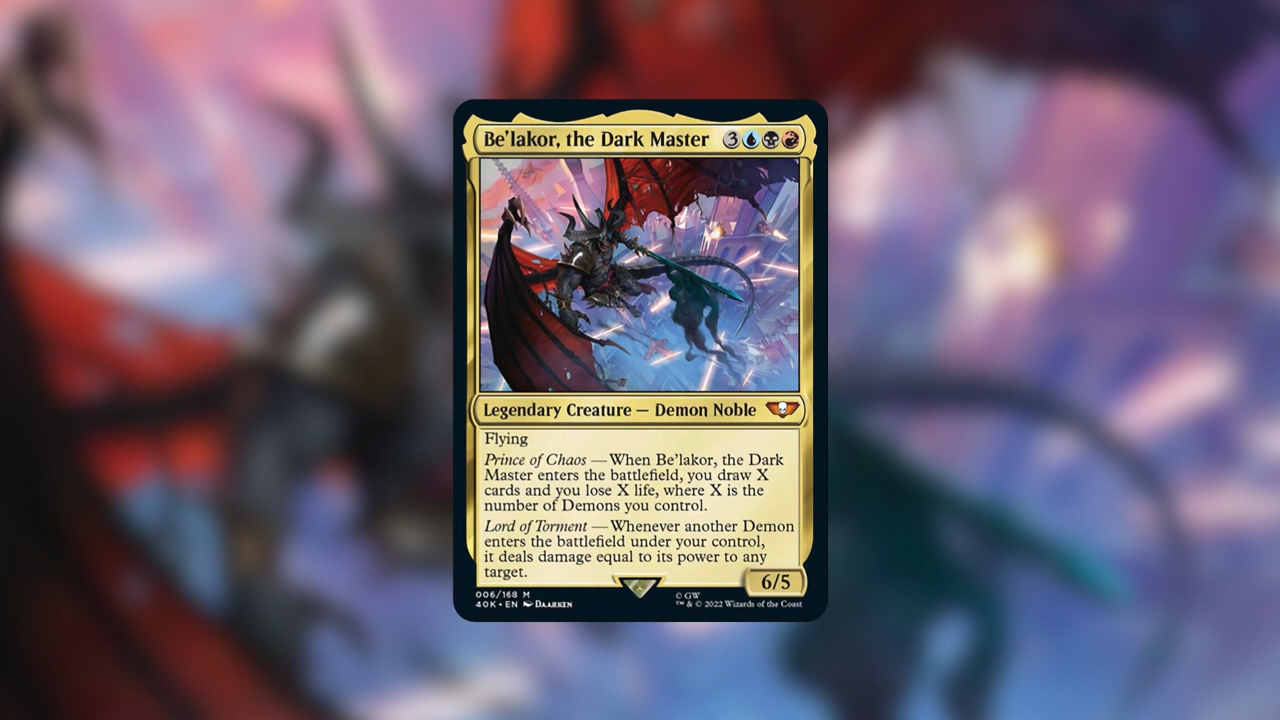 Be'lakor, the Dark Master 3
Legendary Creature — Demon Noble
Flying
Prince of Chaos — When Be'lakor, the Dark
Master enters the battlefield, you draw X
cards and you lose X life, where X is the
number of Demons you control.
Lord of Torment — Whenever another Demon
enters the battlefield under your control,
it deals damage equal to its power to any
target.
6/5
006/168 M
40K • EN Daarken
© GW
™ & © 2022 Wizards of the Coast